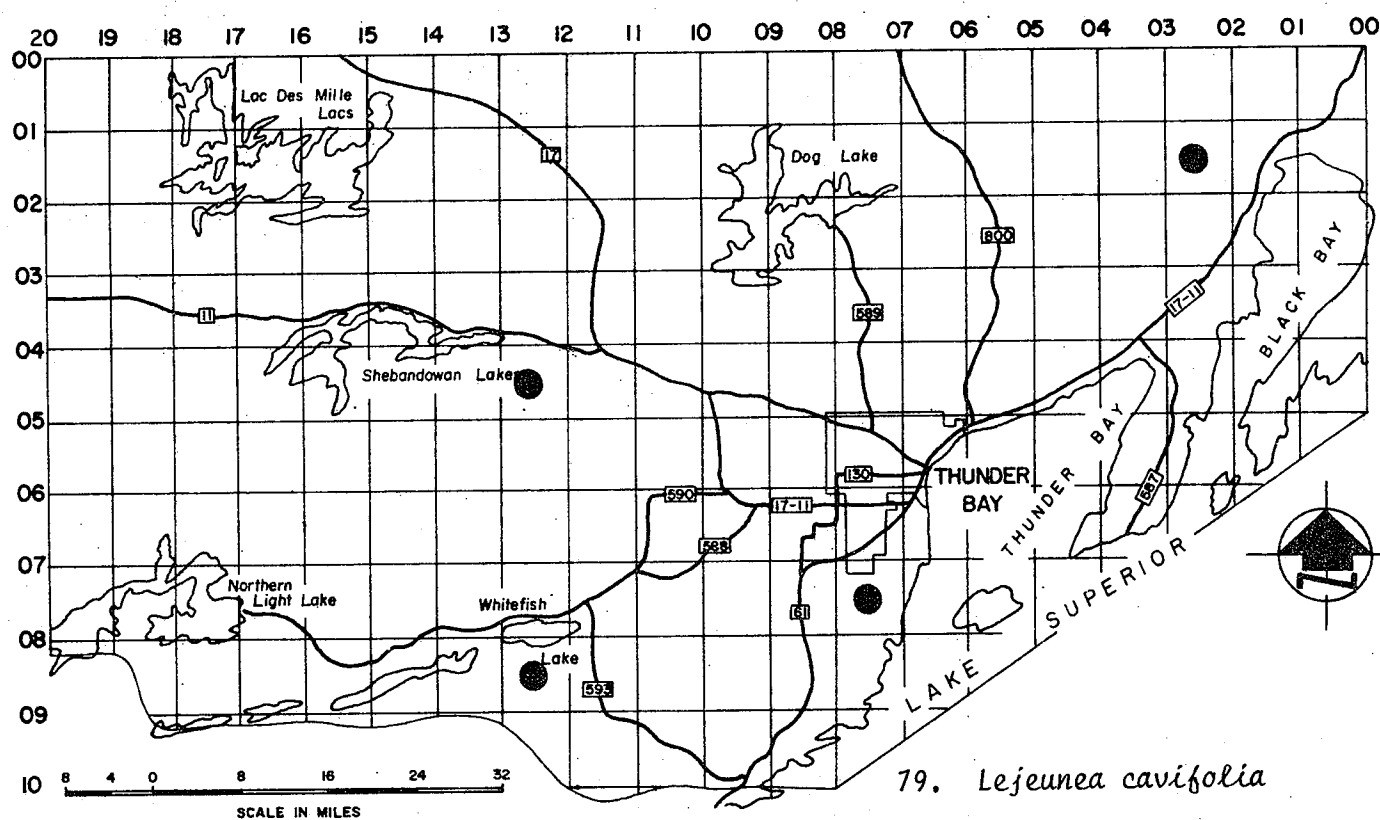 20 19 18 17 16 15 14 13 12 11 10 09 08 07 06 05 04 03 02 01 00
00
01
02
03
04
05
06
07
08
09
10
Lac Des Mille
Lacs
17
Dog Lake
800
589
17-11
11
BLACK BAY
Shebandowan Lakes
THUNDER BAY
130
THUNDER
BAY
590
17-11
587
588
Northern
Light Lake
Whitefish
Lake
61
593
LAKE SUPERIOR
N
8 4 0 8 16 24 32
SCALE IN MILES
79. Lejeunea cavifolia